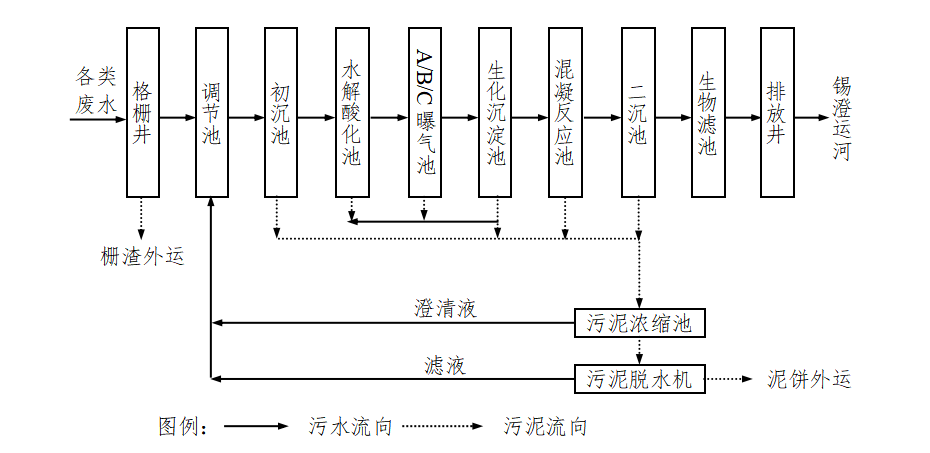 各类
废水
格栅井
调节池
初沉池
水解酸化池
A/B/C曝气池
生化沉淀池
混凝反应池
二沉池
生物滤池
排放井
锡澄运河
栅渣外运
澄清液
污泥浓缩池
滤液
污泥脱水机
泥饼外运
图例：
污水流向
污泥流向